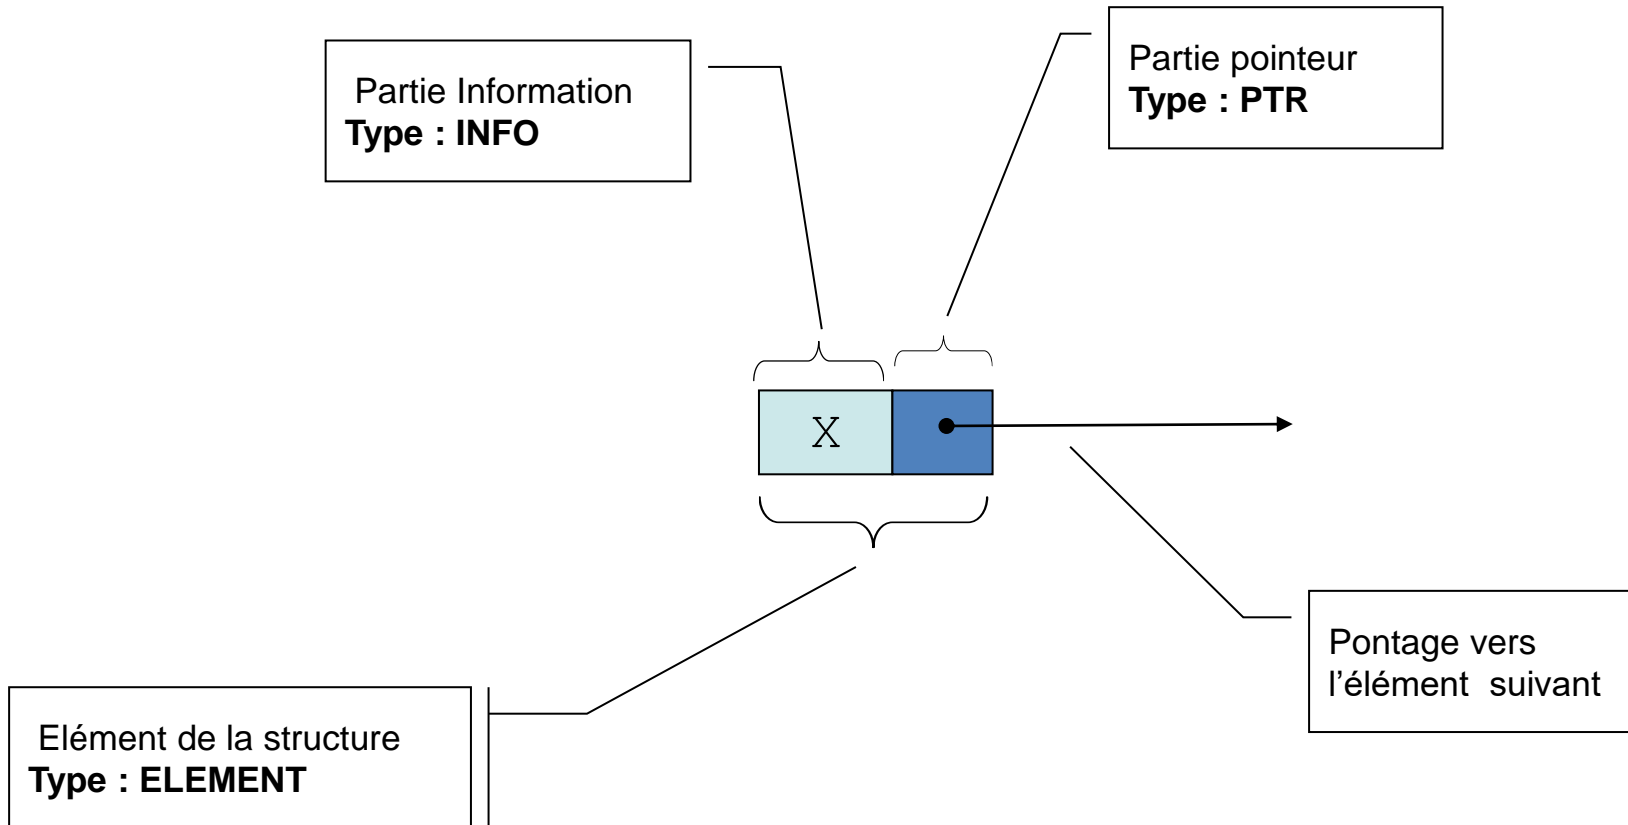 Partie Information
Type : INFO
Partie pointeur
Type : PTR
X
Pontage vers
l’élément suivant
Elément de la structure
Type : ELEMENT